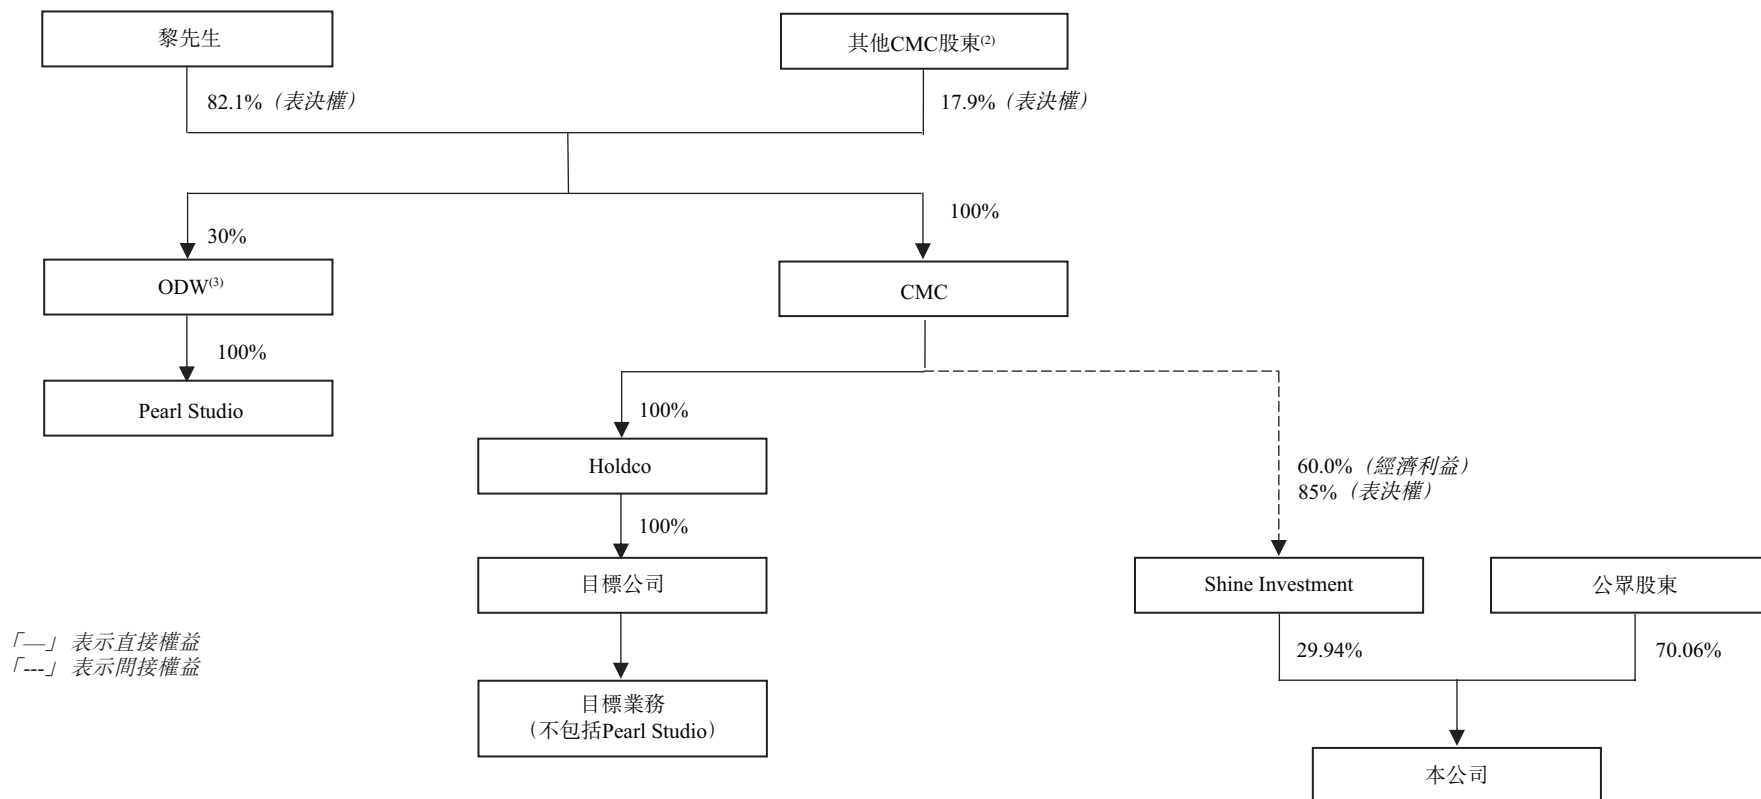 黎先生
其他CMC股東(2)
82.1%（表決權）
17.9%（表決權）
30%
100%
ODW(3)
CMC
100%
Pearl Studio
100%
Holdco
60.0%（經濟利益）
85%（表決權）
100%
目標公司
Shine Investment
公眾股東
「—」表示直接權益
「---」表示間接權益
29.94%
70.06%
目標業務
（不包括Pearl Studio）
本公司